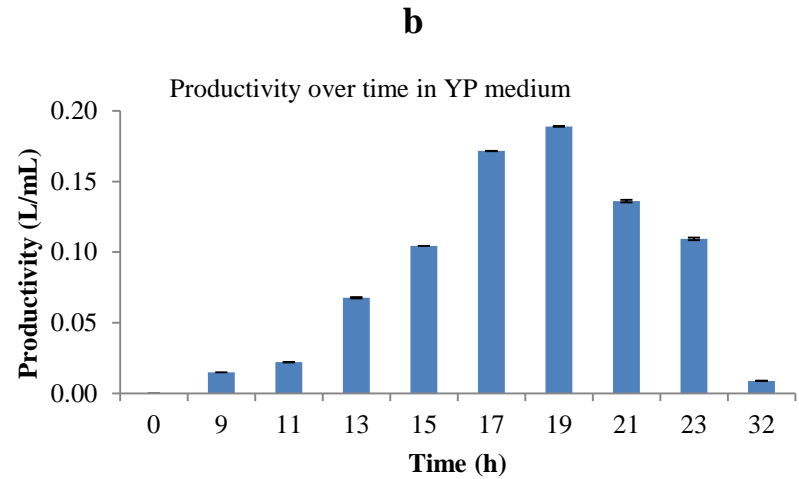 b
Productivity over time in YP medium
Productivity (L/mL)
0.20
0.15
0.10
0.05
0.00
0 9 11 13 15 17 19 21 23 32
Time (h)